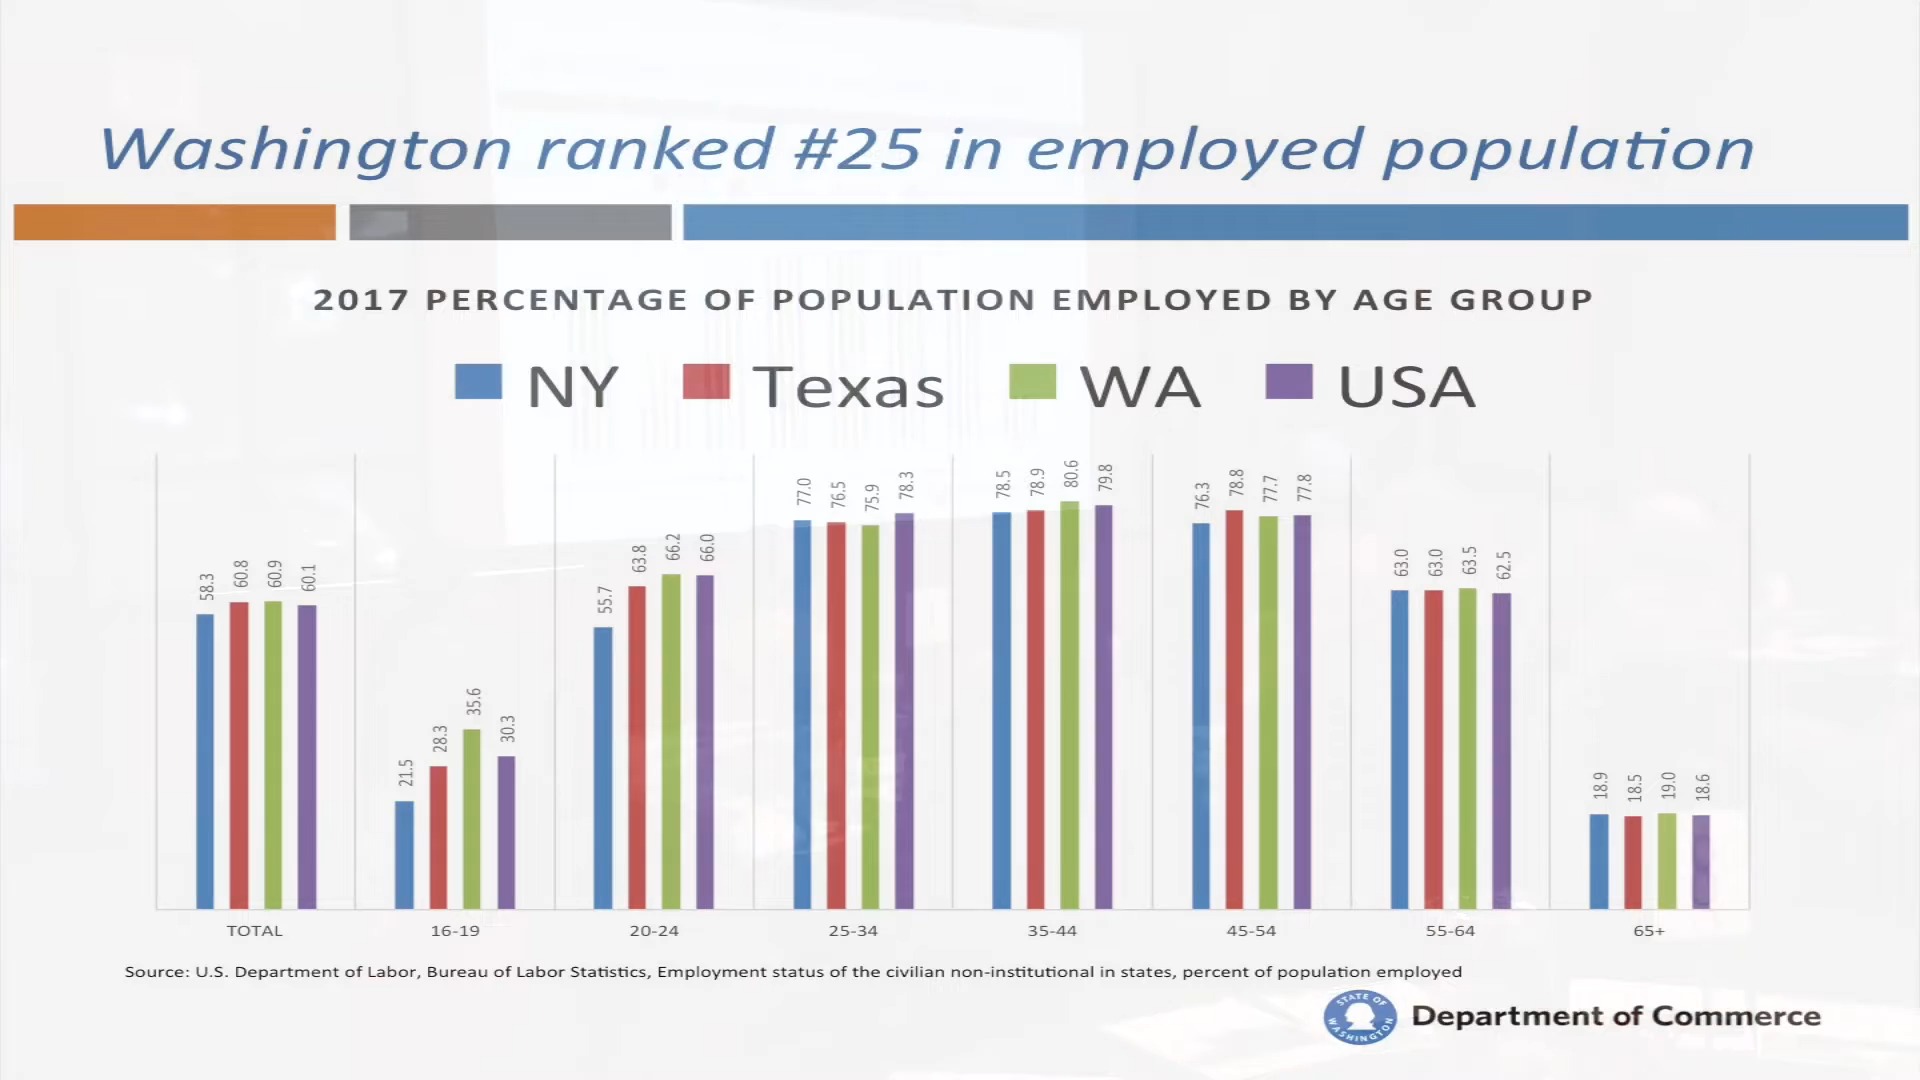 Washington ranked #25 in employed population
2017 PERCENTAGE OF POPULATION EMPLOYED BY AGE GROUP
NY Texas WA USA
58.3 60.8 60.9 60.1
21.5 28.3 35.6 30.3
55.7 63.8 66.2 66.0
77.0 76.5 75.9 78.3
78.5 78.9 80.6 79.8
76.3 78.8 77.7 77.8
63.0 63.0 63.5 62.5
18.9 18.5 19.0 18.6
TOTAL 16-19 20-24 25-34 35-44 45-54 55-64 65+
Source: U.S. Department of Labor, Bureau of Labor Statistics, Employment status of the civilian non-institutional in states, percent of population employed
STATE OF WASHINGTON
Department of Commerce